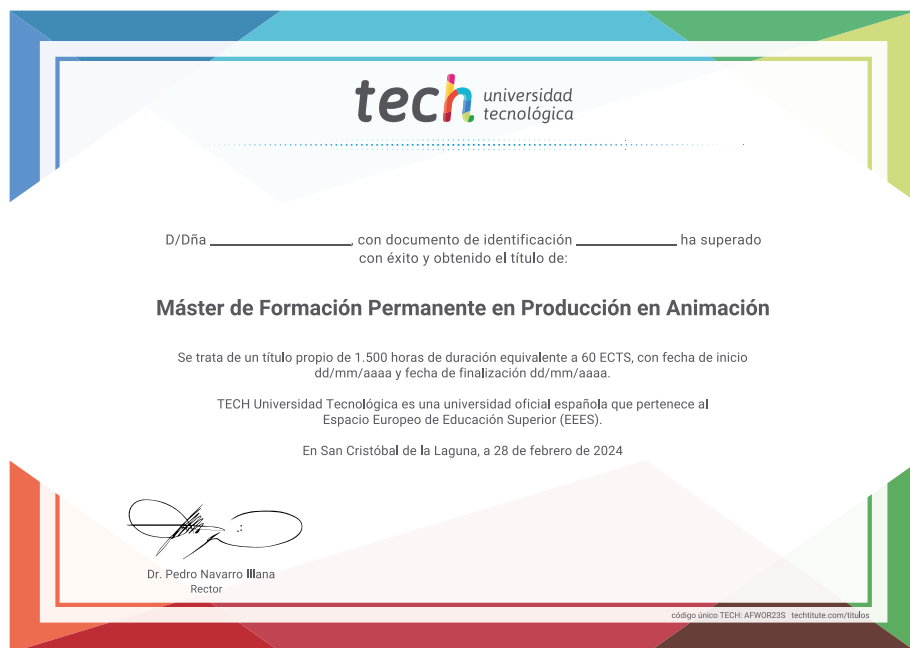 tech universidad
tecnológica
D/Dña ____________________, con documento de identificación ______________ ha superado
con éxito y obtenido el título de:
Máster de Formación Permanente en Producción en Animación
Se trata de un título propio de 1.500 horas de duración equivalente a 60 ECTS, con fecha de inicio
dd/mm/aaaa y fecha de finalización dd/mm/aaaa.
TECH Universidad Tecnológica es una universidad oficial española que pertenece al
Espacio Europeo de Educación Superior (EEES).
En San Cristóbal de la Laguna, a 28 de febrero de 2024
Dr. Pedro Navarro Illana
Rector
código único TECH: AFWOR23S techtitute.com/titulos